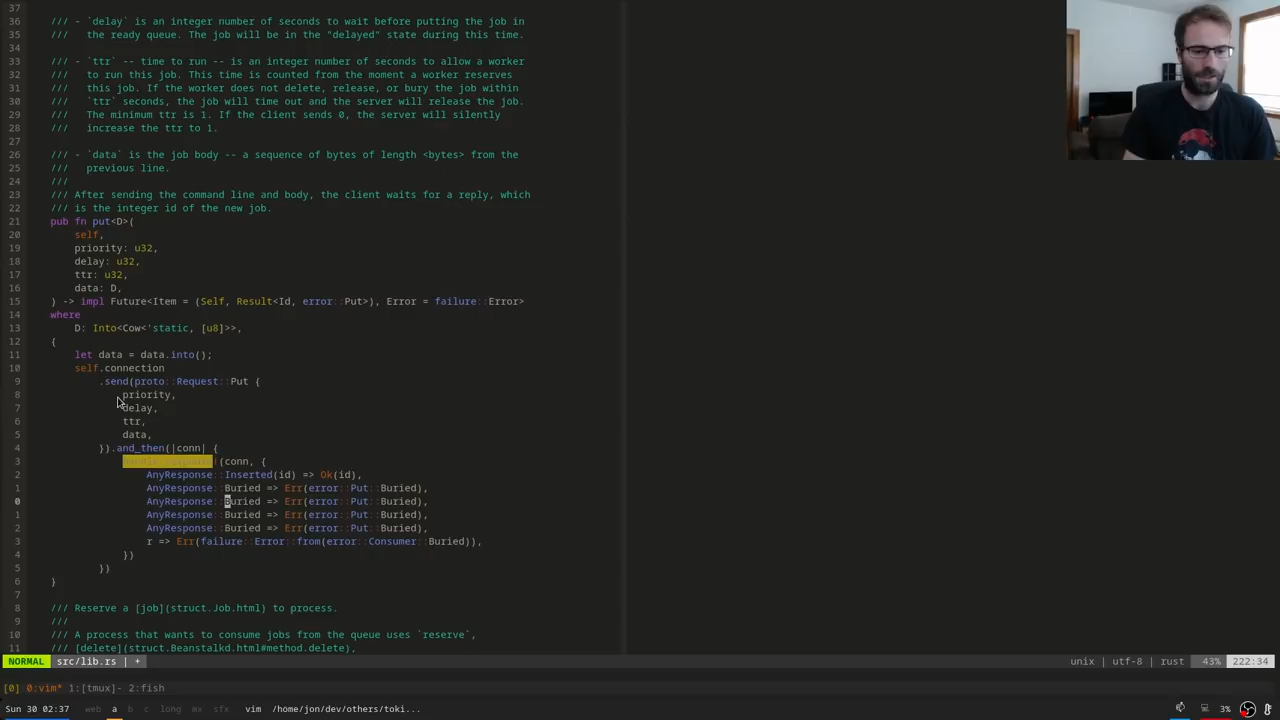 37
36 /// - `delay` is an integer number of seconds to wait before putting the job in
35 ///   the ready queue. The job will be in the "delayed" state during this time.
34
33 /// - `ttr` -- time to run -- is an integer number of seconds to allow a worker
32 ///   to run this job. This time is counted from the moment a worker reserves
31 ///   this job. If the worker does not delete, release, or bury the job within
30 ///   `ttr` seconds, the job will time out and the server will release the job.
29 ///   The minimum ttr is 1. If the client sends 0, the server will silently
28 ///   increase the ttr to 1.
27
26 /// - `data` is the job body -- a sequence of bytes of length <bytes> from the
25 ///   previous line.
24 ///
23 /// After sending the command line and body, the client waits for a reply, which
22 /// is the integer id of the new job.
21 pub fn put<D>(
20     self,
19     priority: u32,
18     delay: u32,
17     ttr: u32,
16     data: D,
15 ) -> impl Future<Item = (Self, Result<Id, error::Put>), Error = failure::Error>
14 where
13     D: Into<Cow<'static, [u8]>>,
12 {
11     let data = data.into();
10     self.connection
9         .send(proto::Request::Put {
8             priority,
7             delay,
6             ttr,
5             data,
4         }).and_then(|conn| {
3             (conn, {
2                 AnyResponse::Inserted(id) => Ok(id),
1                 AnyResponse::Buried => Err(error::Put::Buried),
0                 AnyResponse::Buried => Err(error::Put::Buried),
1                 AnyResponse::Buried => Err(error::Put::Buried),
2                 AnyResponse::Buried => Err(error::Put::Buried),
3                 r => Err(failure::Error::from(error::Consumer::Buried)),
4             })
5         })
6 }
7
8 /// Reserve a [job](struct.Job.html) to process.
9 ///
10 /// A process that wants to consume jobs from the queue uses `reserve`,
11 /// [delete](struct.Beanstalkd.html#method.delete),
NORMAL src/lib.rs | + unix | utf-8 | rust 43% 222:34
[0] 0:vim* 1:[tmux]- 2:fish
Sun 30 02:37 web a b c long mx sfx vim /home/jon/dev/others/toki... 3%